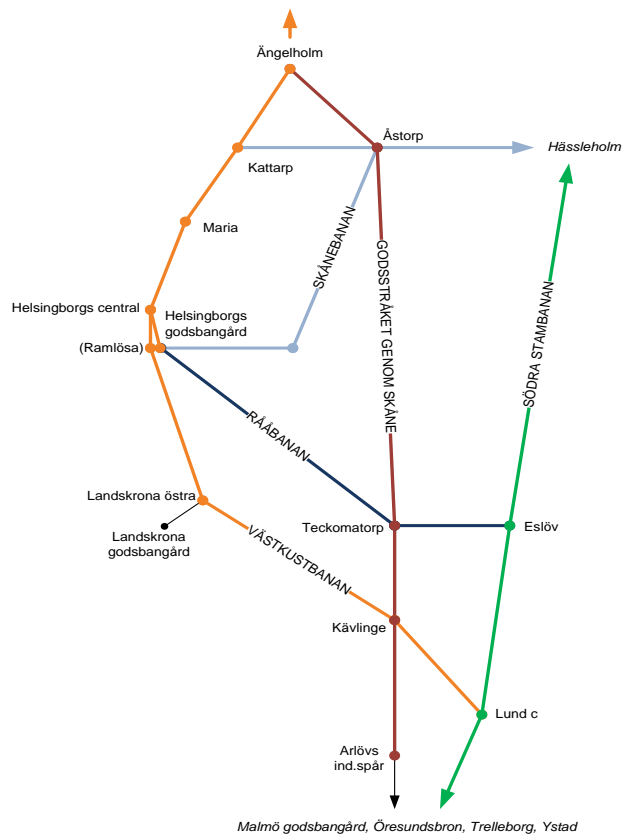 Ängelholm
Åstorp
Hässleholm
Kattarp
Maria
SKÅNEBANAN
GODSSTRÅKET GENOM SKÅNE
SÖDRA STAMBANAN
Helsingborgs central
Helsingborgs
godsbangård
(Ramlösa)
RÅÅBANAN
Landskrona östra
Landskrona
godsbangård
VÄSTKUSTBANAN
Teckomatorp
Eslöv
Kävlinge
Lund c
Arlövs
ind.spår
Malmö godsbangård, Öresundsbron, Trelleborg, Ystad